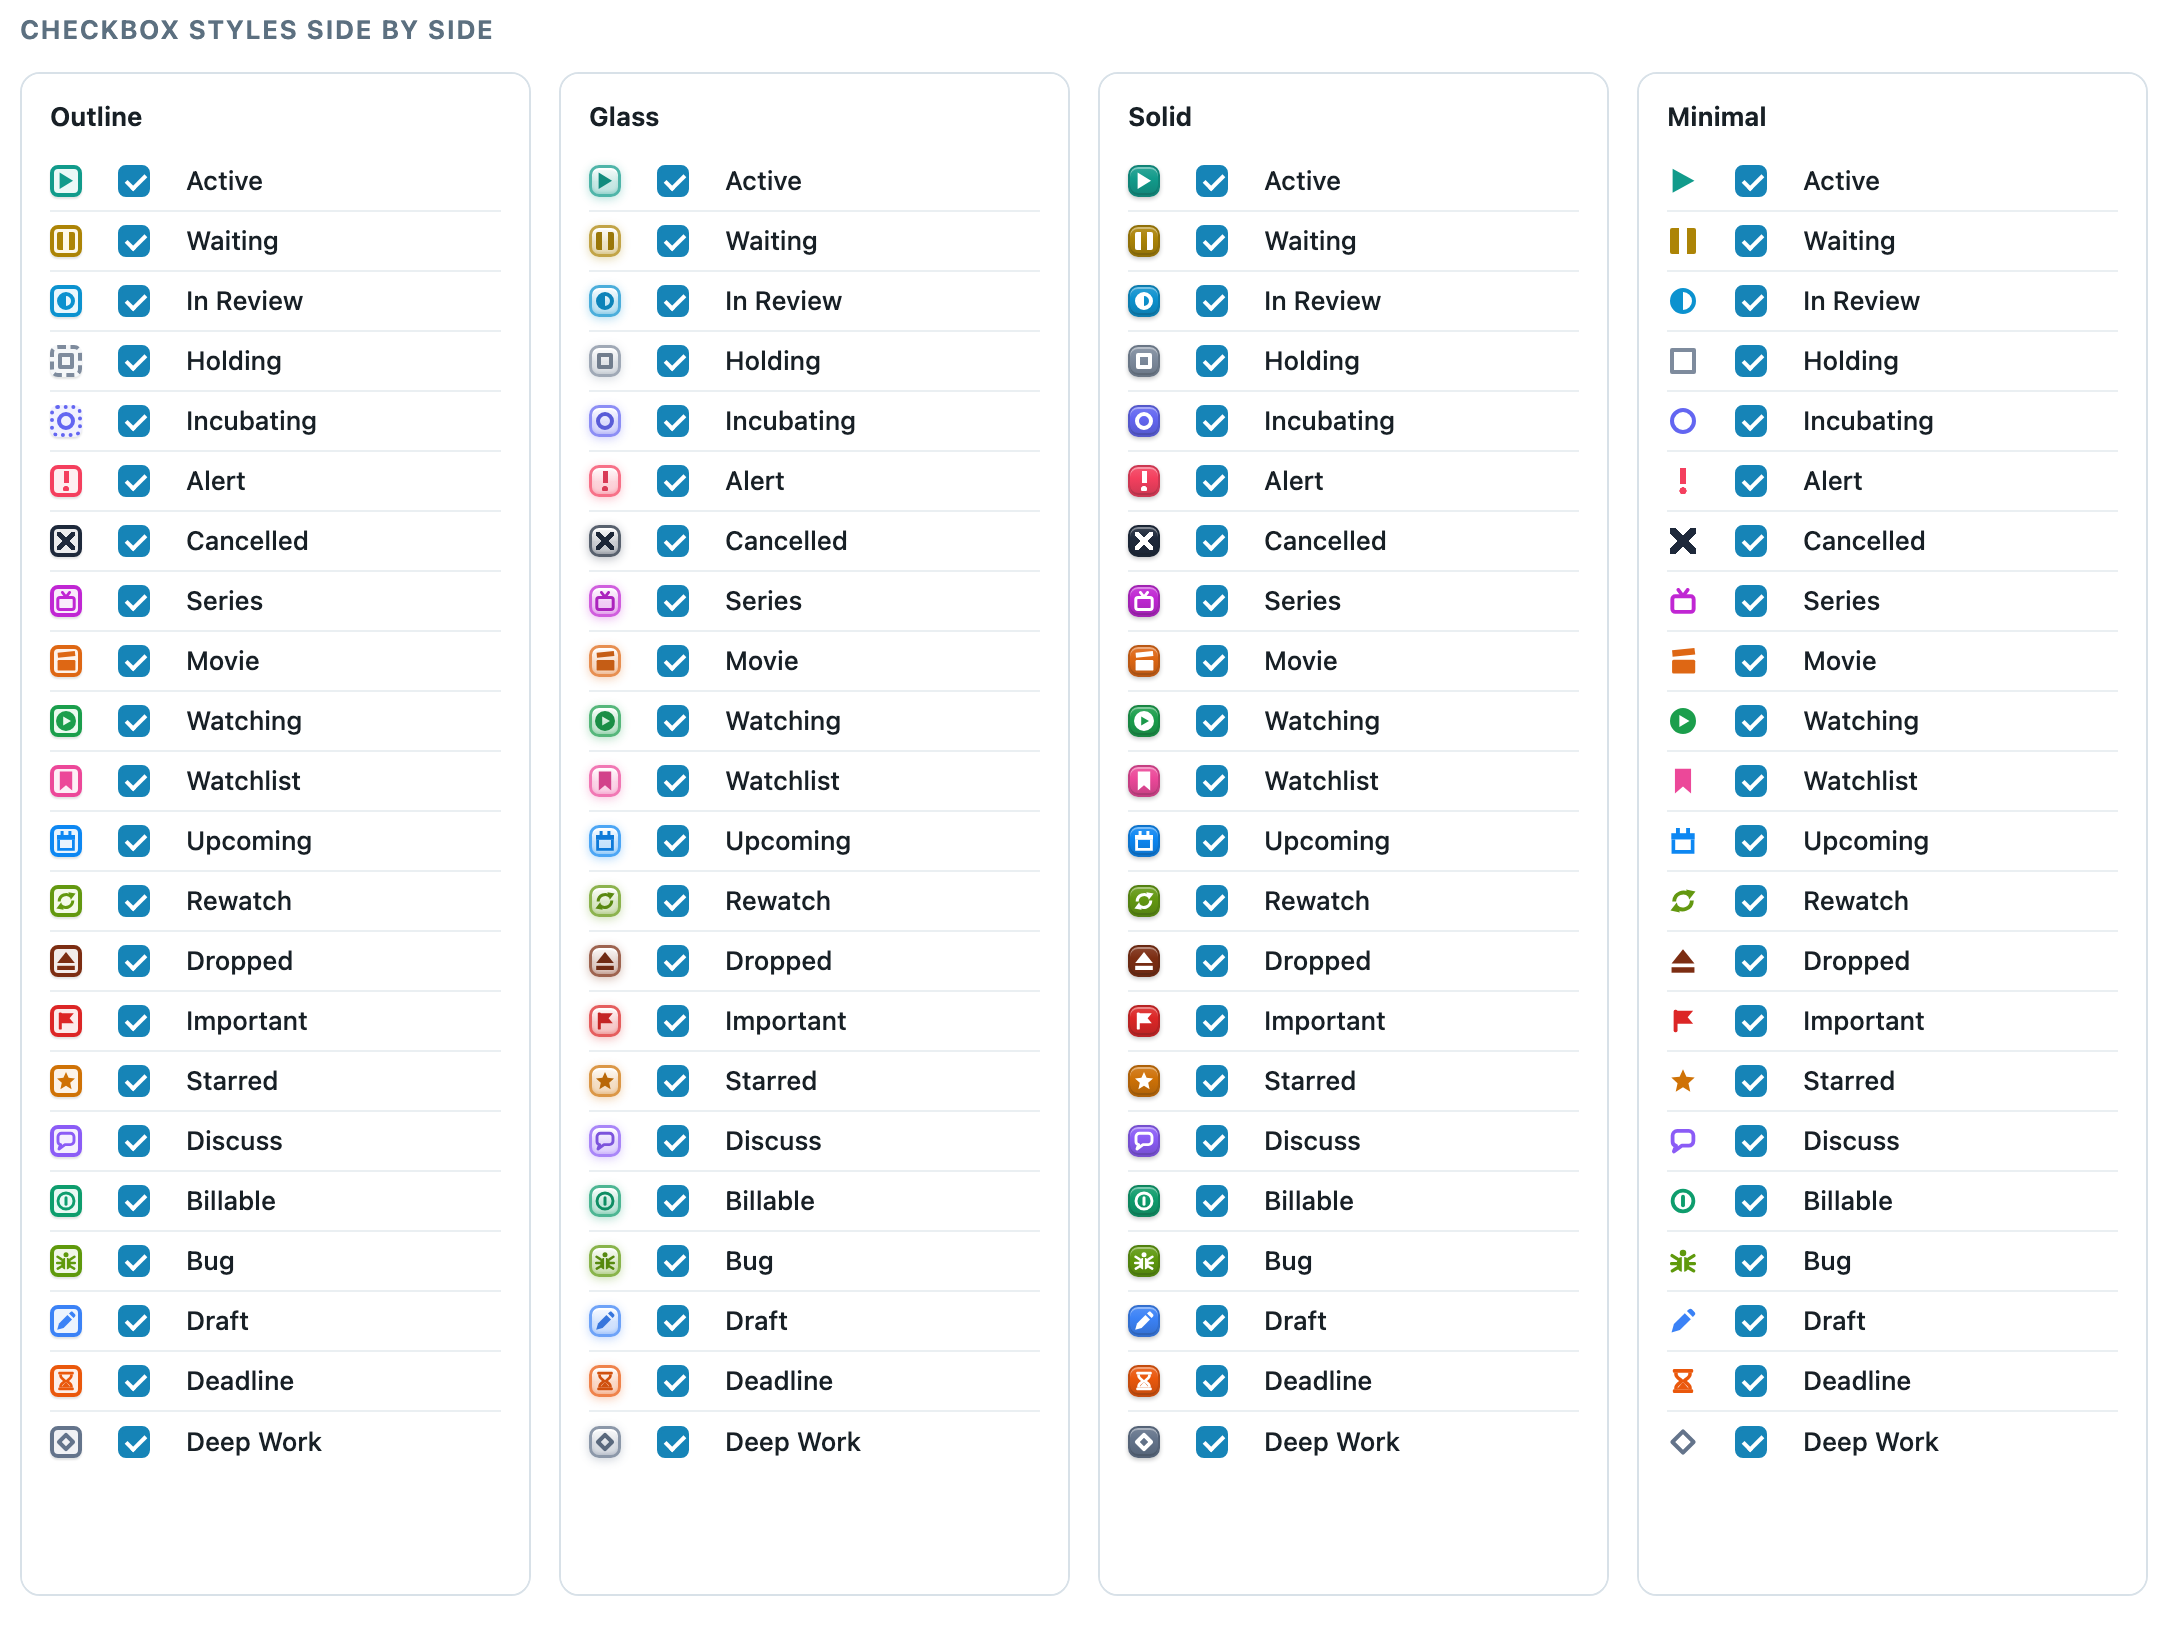 CHECKBOX STYLES SIDE BY SIDE
Outline
Active
Waiting
In Review
Holding
Incubating
Alert
Cancelled
Series
Movie
Watching
Watchlist
Upcoming
Rewatch
Dropped
Important
Starred
Discuss
Billable
Bug
Draft
Deadline
Deep Work
Glass
Active
Waiting
In Review
Holding
Incubating
Alert
Cancelled
Series
Movie
Watching
Watchlist
Upcoming
Rewatch
Dropped
Important
Starred
Discuss
Billable
Bug
Draft
Deadline
Deep Work
Solid
Active
Waiting
In Review
Holding
Incubating
Alert
Cancelled
Series
Movie
Watching
Watchlist
Upcoming
Rewatch
Dropped
Important
Starred
Discuss
Billable
Bug
Draft
Deadline
Deep Work
Minimal
Active
Waiting
In Review
Holding
Incubating
Alert
Cancelled
Series
Movie
Watching
Watchlist
Upcoming
Rewatch
Dropped
Important
Starred
Discuss
Billable
Bug
Draft
Deadline
Deep Work